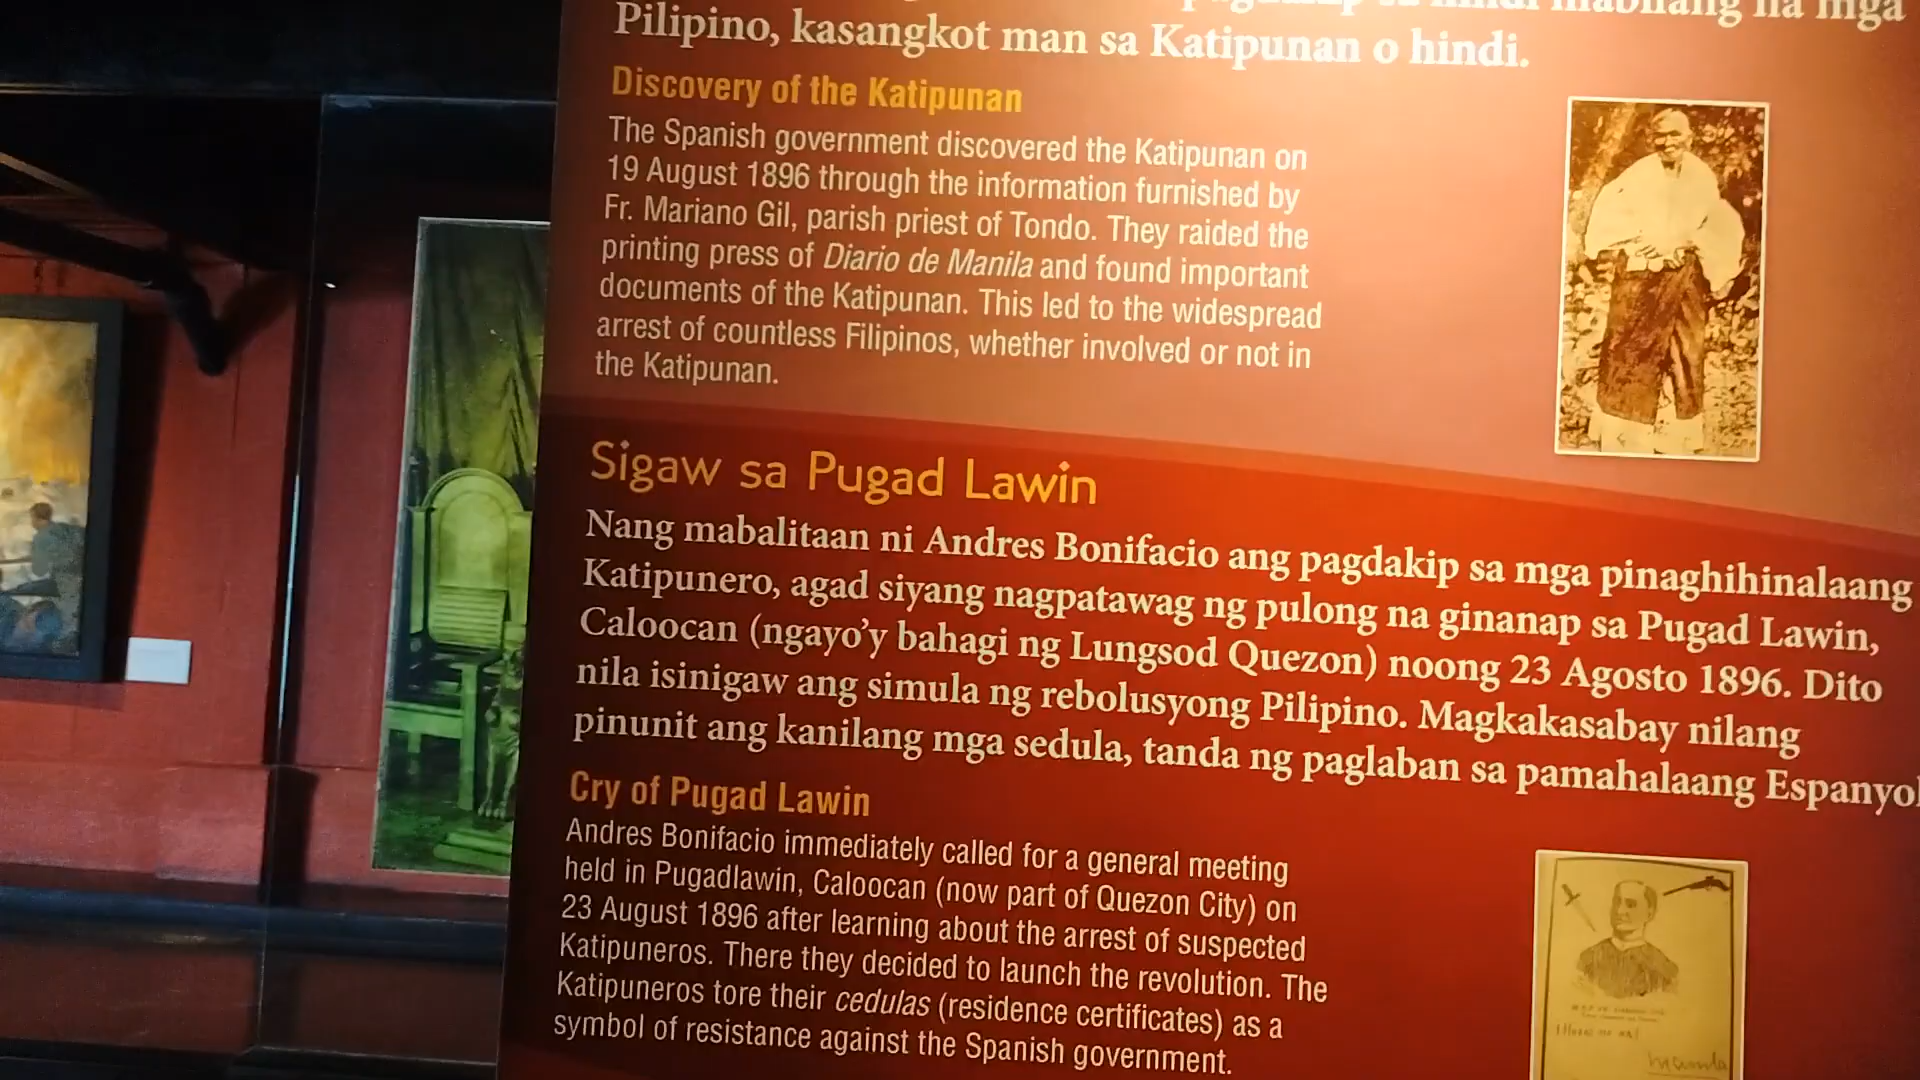 sa hindi mabilang na mga
Pilipino, kasangkot man sa Katipunan o hindi.
Discovery of the Katipunan
The Spanish government discovered the Katipunan on
19 August 1896 through the information furnished by
Fr. Mariano Gil, parish priest of Tondo. They raided the
printing press of Diario de Manila and found important
documents of the Katipunan. This led to the widespread
arrest of countless Filipinos, whether involved or not in
the Katipunan.
Sigaw sa Pugad Lawin
Nang mabalitaan ni Andres Bonifacio ang pagdakip sa mga pinaghihinalaang
Katipunero, agad siyang nagpatawag ng pulong na ginanap sa Pugad Lawin,
Caloocan (ngayo’y bahagi ng Lungsod Quezon) noong 23 Agosto 1896. Dito
nila isinigaw ang simula ng rebolusyong Pilipino. Magkakasabay nilang
pinunit ang kanilang mga sedula, tanda ng paglaban sa pamahalaang Espanyol
Cry of Pugad Lawin
Andres Bonifacio immediately called for a general meeting
held in Pugadlawin, Caloocan (now part of Quezon City) on
23 August 1896 after learning about the arrest of suspected
Katipuneros. There they decided to launch the revolution. The
Katipuneros tore their cedulas (residence certificates) as a
symbol of resistance against the Spanish government.